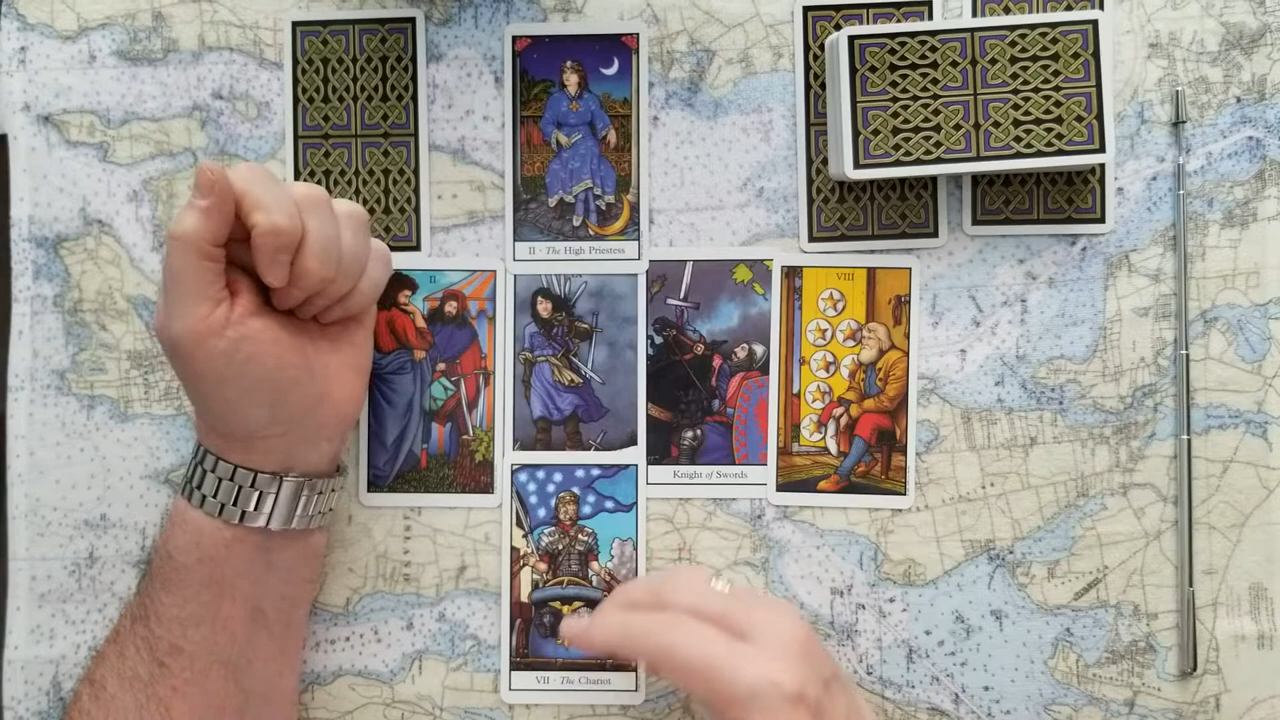 II · The High Priestess
II
VIII
Knight of Swords
VII · The Chariot